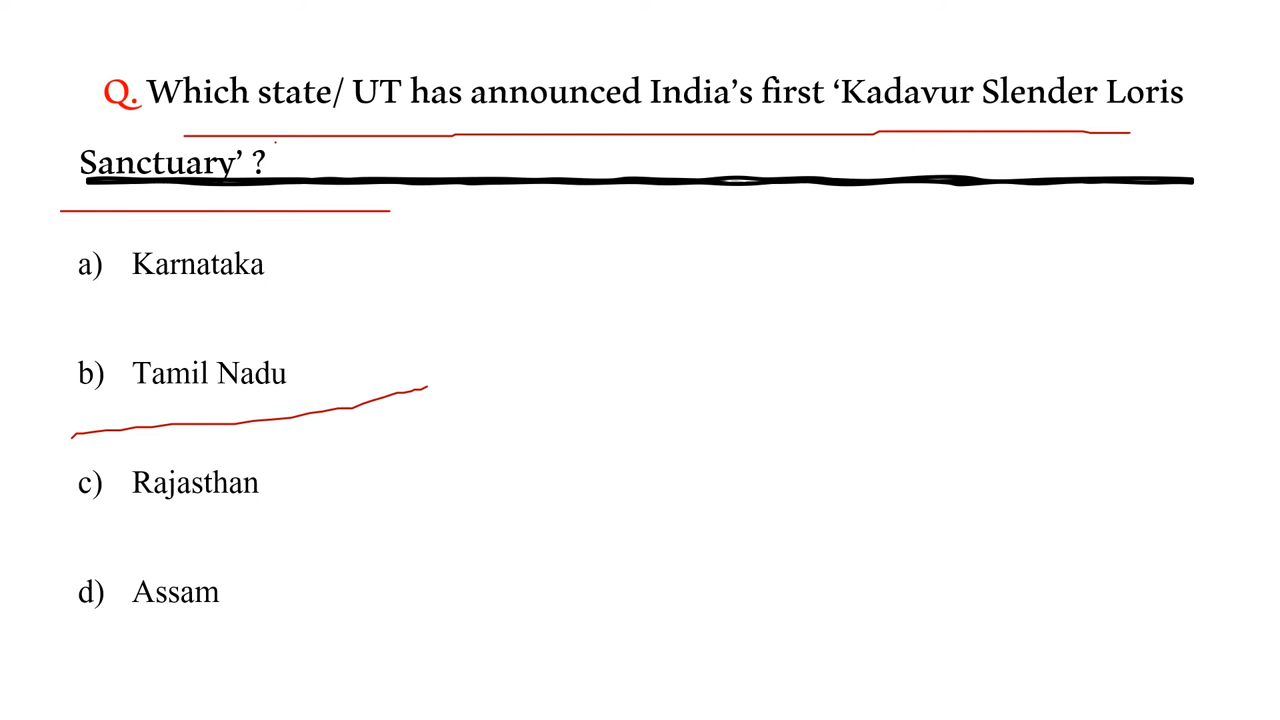 Q. Which state/ UT has announced India’s first ‘Kadavur Slender Loris
Sanctuary’ ?
a) Karnataka
b) Tamil Nadu
c) Rajasthan
d) Assam